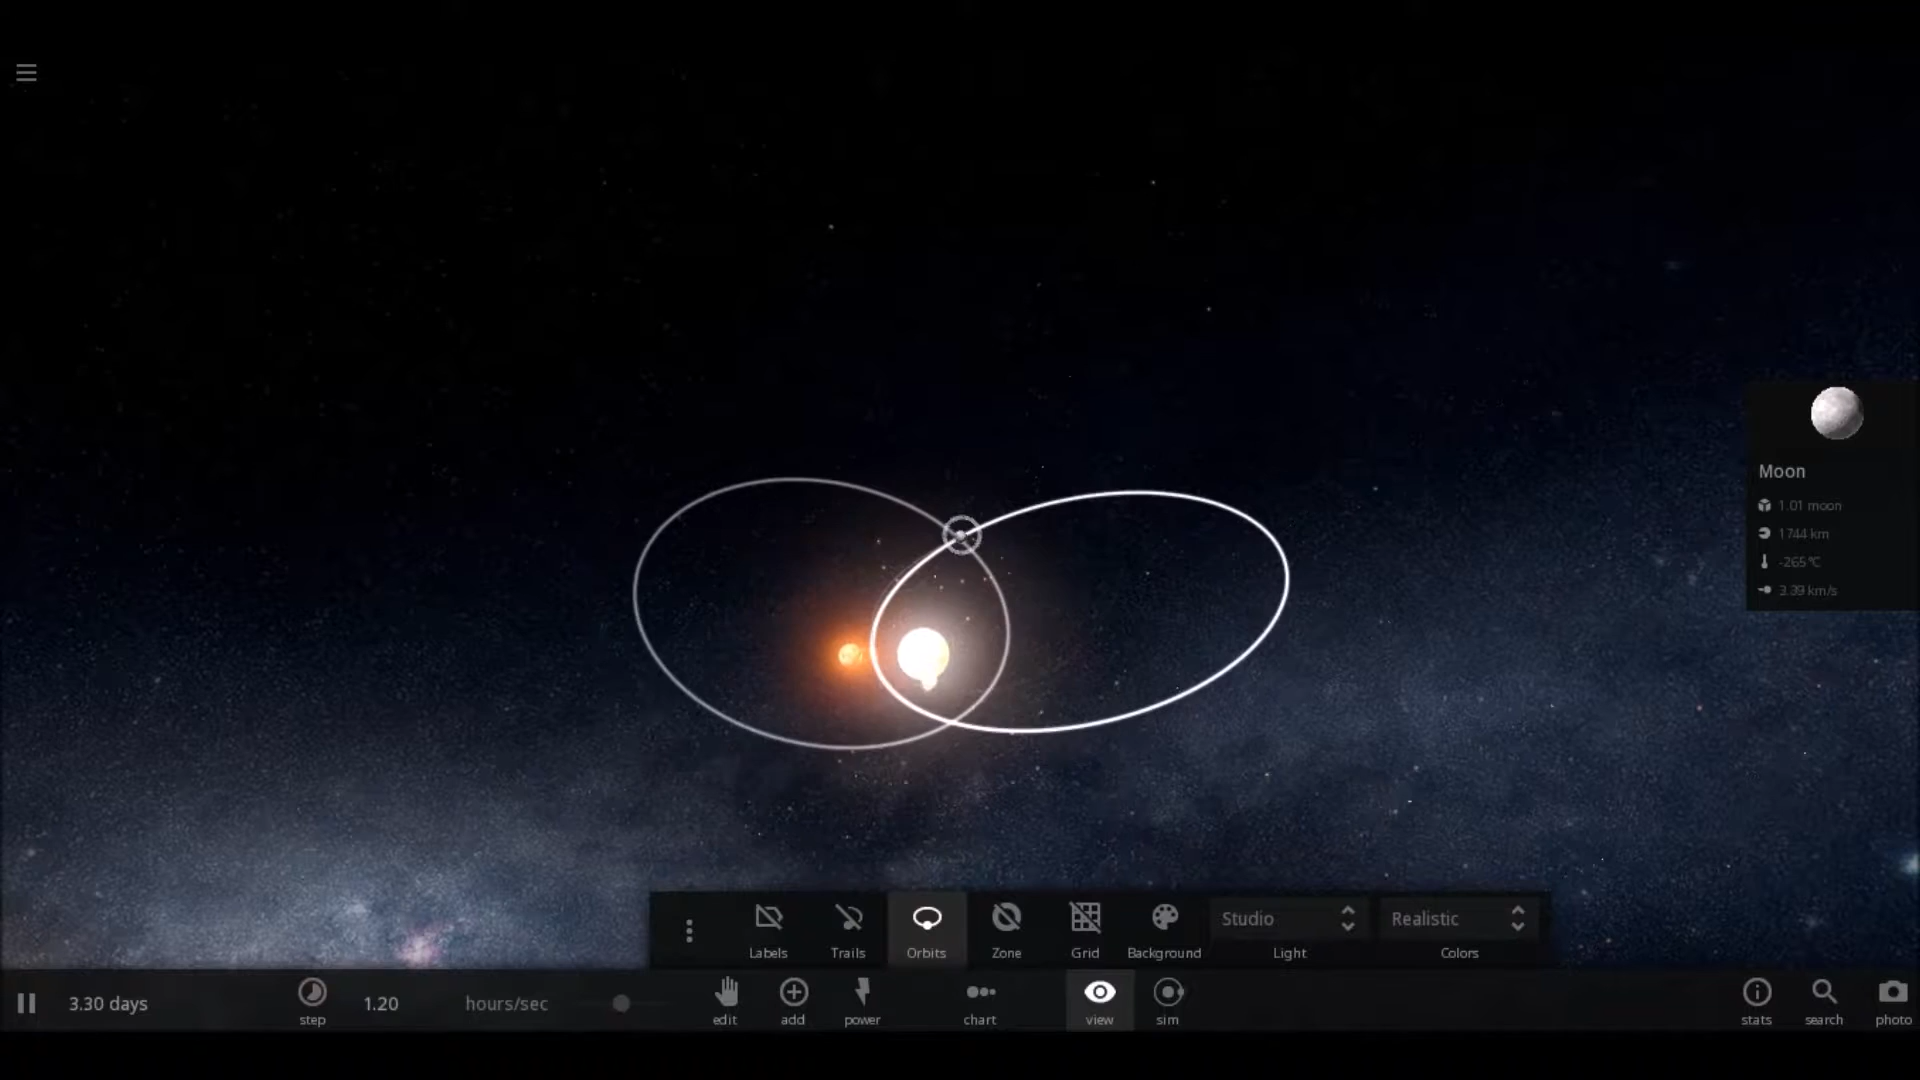 Moon
1.01 moon
1744 km
-265℃
3.39 km/s
Labels
Trails
Orbits
Zone
Grid
Background
Studio
Light
Realistic
Colors
3.30 days
step
1.20
hours/sec
edit
add
power
chart
view
sim
stats
search
photo